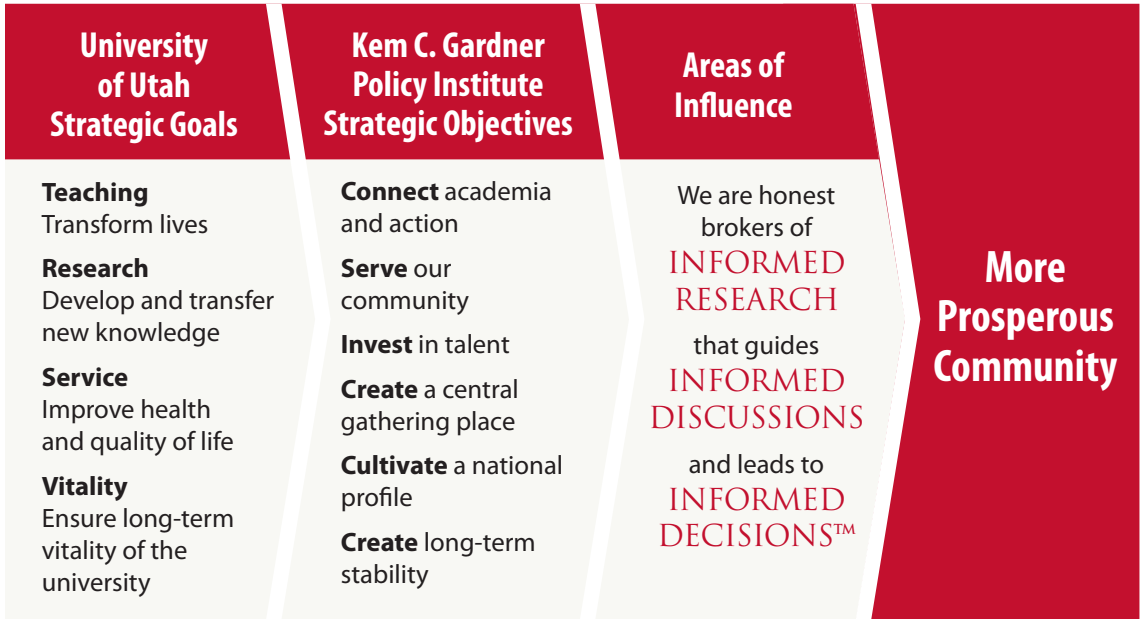 University
of Utah
Strategic Goals
Teaching
Transform lives
Research
Develop and transfer
new knowledge
Service
Improve health
and quality of life
Vitality
Ensure long-term
vitality of the
university
Kem C. Gardner
Policy Institute
Strategic Objectives
Connect academia
and action
Serve our
community
Invest in talent
Create a central
gathering place
Cultivate a national
profile
Create long-term
stability
Areas of
Influence
We are honest
brokers of
INFORMED
RESEARCH
that guides
INFORMED
DISCUSSIONS
and leads to
INFORMED
DECISIONS™
More
Prosperous
Community